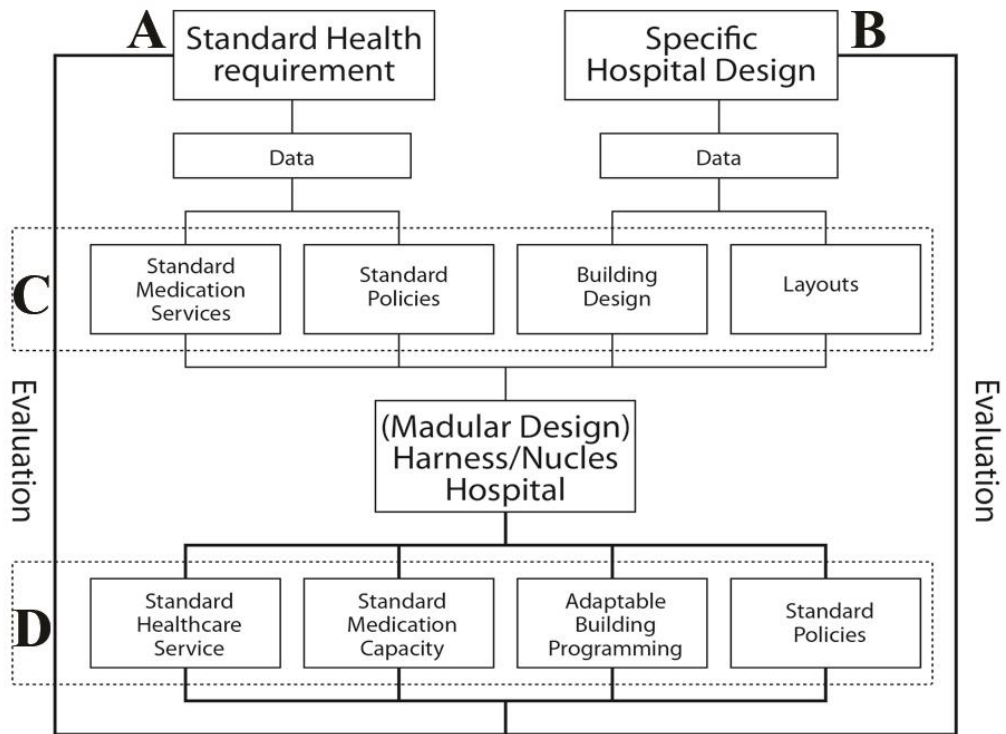 A
Standard Health
requirement
Specific
Hospital Design
B
Data
Data
C
Standard
Medication
Services
Standard
Policies
Building
Design
Layouts
Evaluation
Evaluation
(Madular Design)
Harness/Nucles
Hospital
D
Standard
Healthcare
Service
Standard
Medication
Capacity
Adaptable
Building
Programming
Standard
Policies